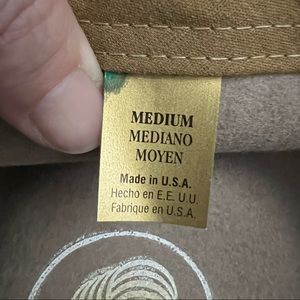 MEDIUM
MEDIANO
MOYEN
Made in U.S.A.
Hecho en E.E. U.U.
Fabrique en U.S.A.